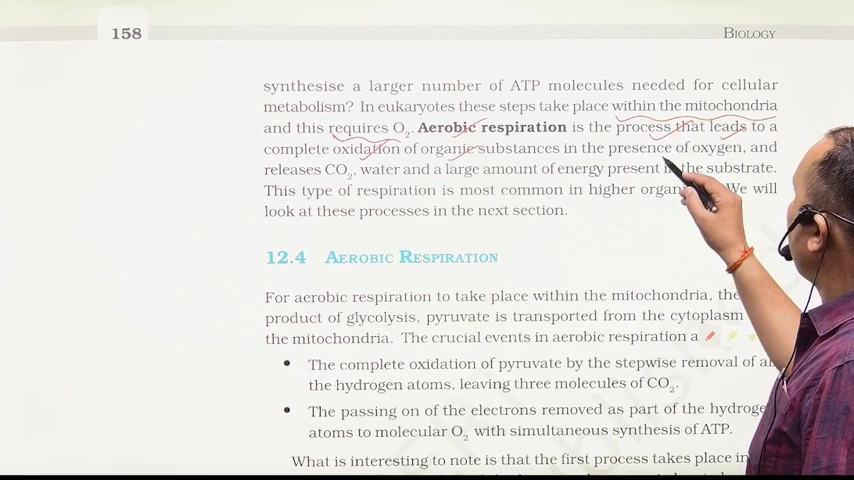 158
BIOLOGY
synthesise a larger number of ATP molecules needed for cellular
metabolism? In eukaryotes these steps take place within the mitochondria
and this requires O2. Aerobic respiration is the process that leads to a
complete oxidation of organic substances in the presence of oxygen, and
releases CO2, water and a large amount of energy present in the substrate.
This type of respiration is most common in higher We will
look at these processes in the next section.
12.4 AEROBIC RESPIRATION
For aerobic respiration to take place within the mitochondria, the
product of glycolysis, pyruvate is transported from the cytoplasm
the mitochondria. The crucial events in aerobic respiration
• The complete oxidation of pyruvate by the stepwise removal of
the hydrogen atoms, leaving three molecules of CO2.
• The passing on of the electrons removed as part of the
atoms to molecular O2 with simultaneous synthesis of ATP.
What is interesting to note is that the first process takes place in